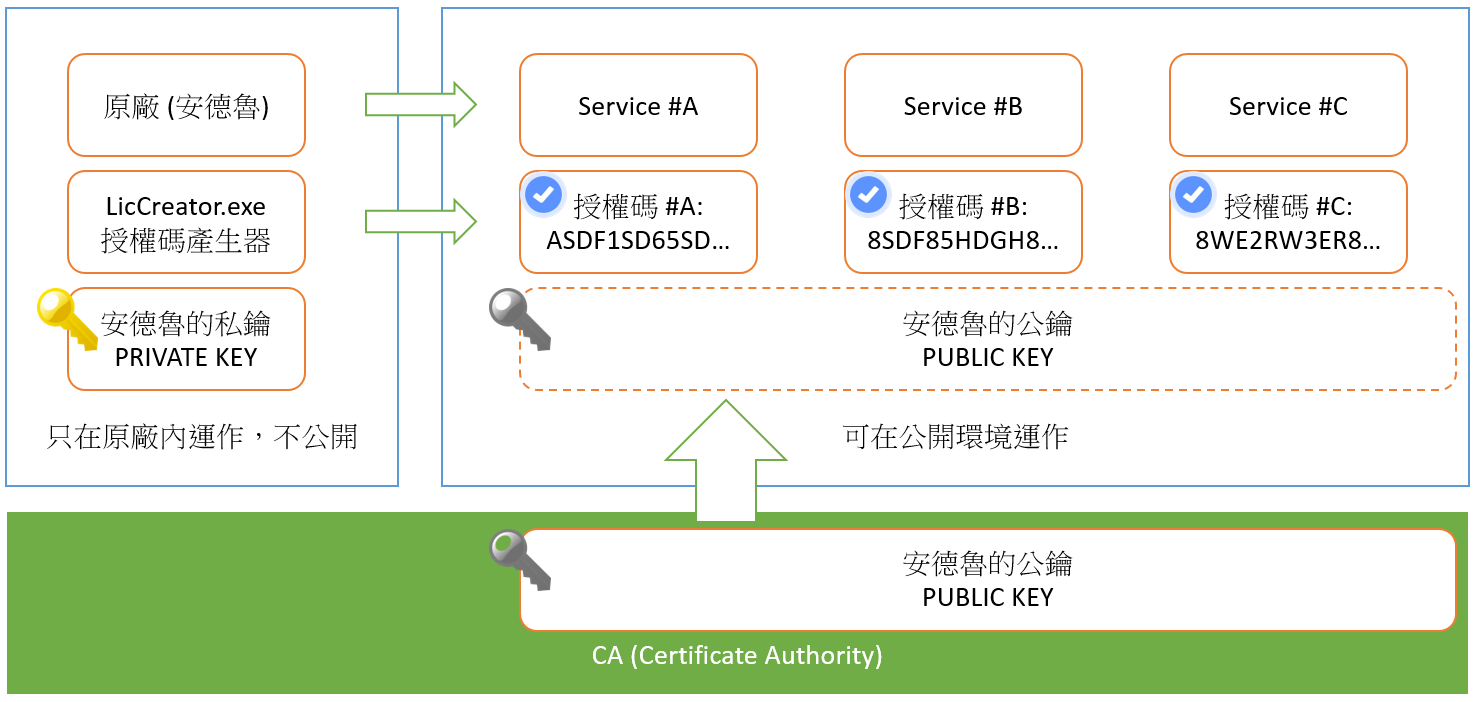 原廠 (安德魯)
LicCreator.exe
授權碼產生器
安德魯的私鑰
PRIVATE KEY
只在原廠內運作，不公開
Service #A
Service #B
Service #C
授權碼 #A:
ASDF1SD65SD...
授權碼 #B:
8SDF85HDGH8...
授權碼 #C:
8WE2RW3ER8...
安德魯的公鑰
PUBLIC KEY
可在公開環境運作
安德魯的公鑰
PUBLIC KEY
CA (Certificate Authority)